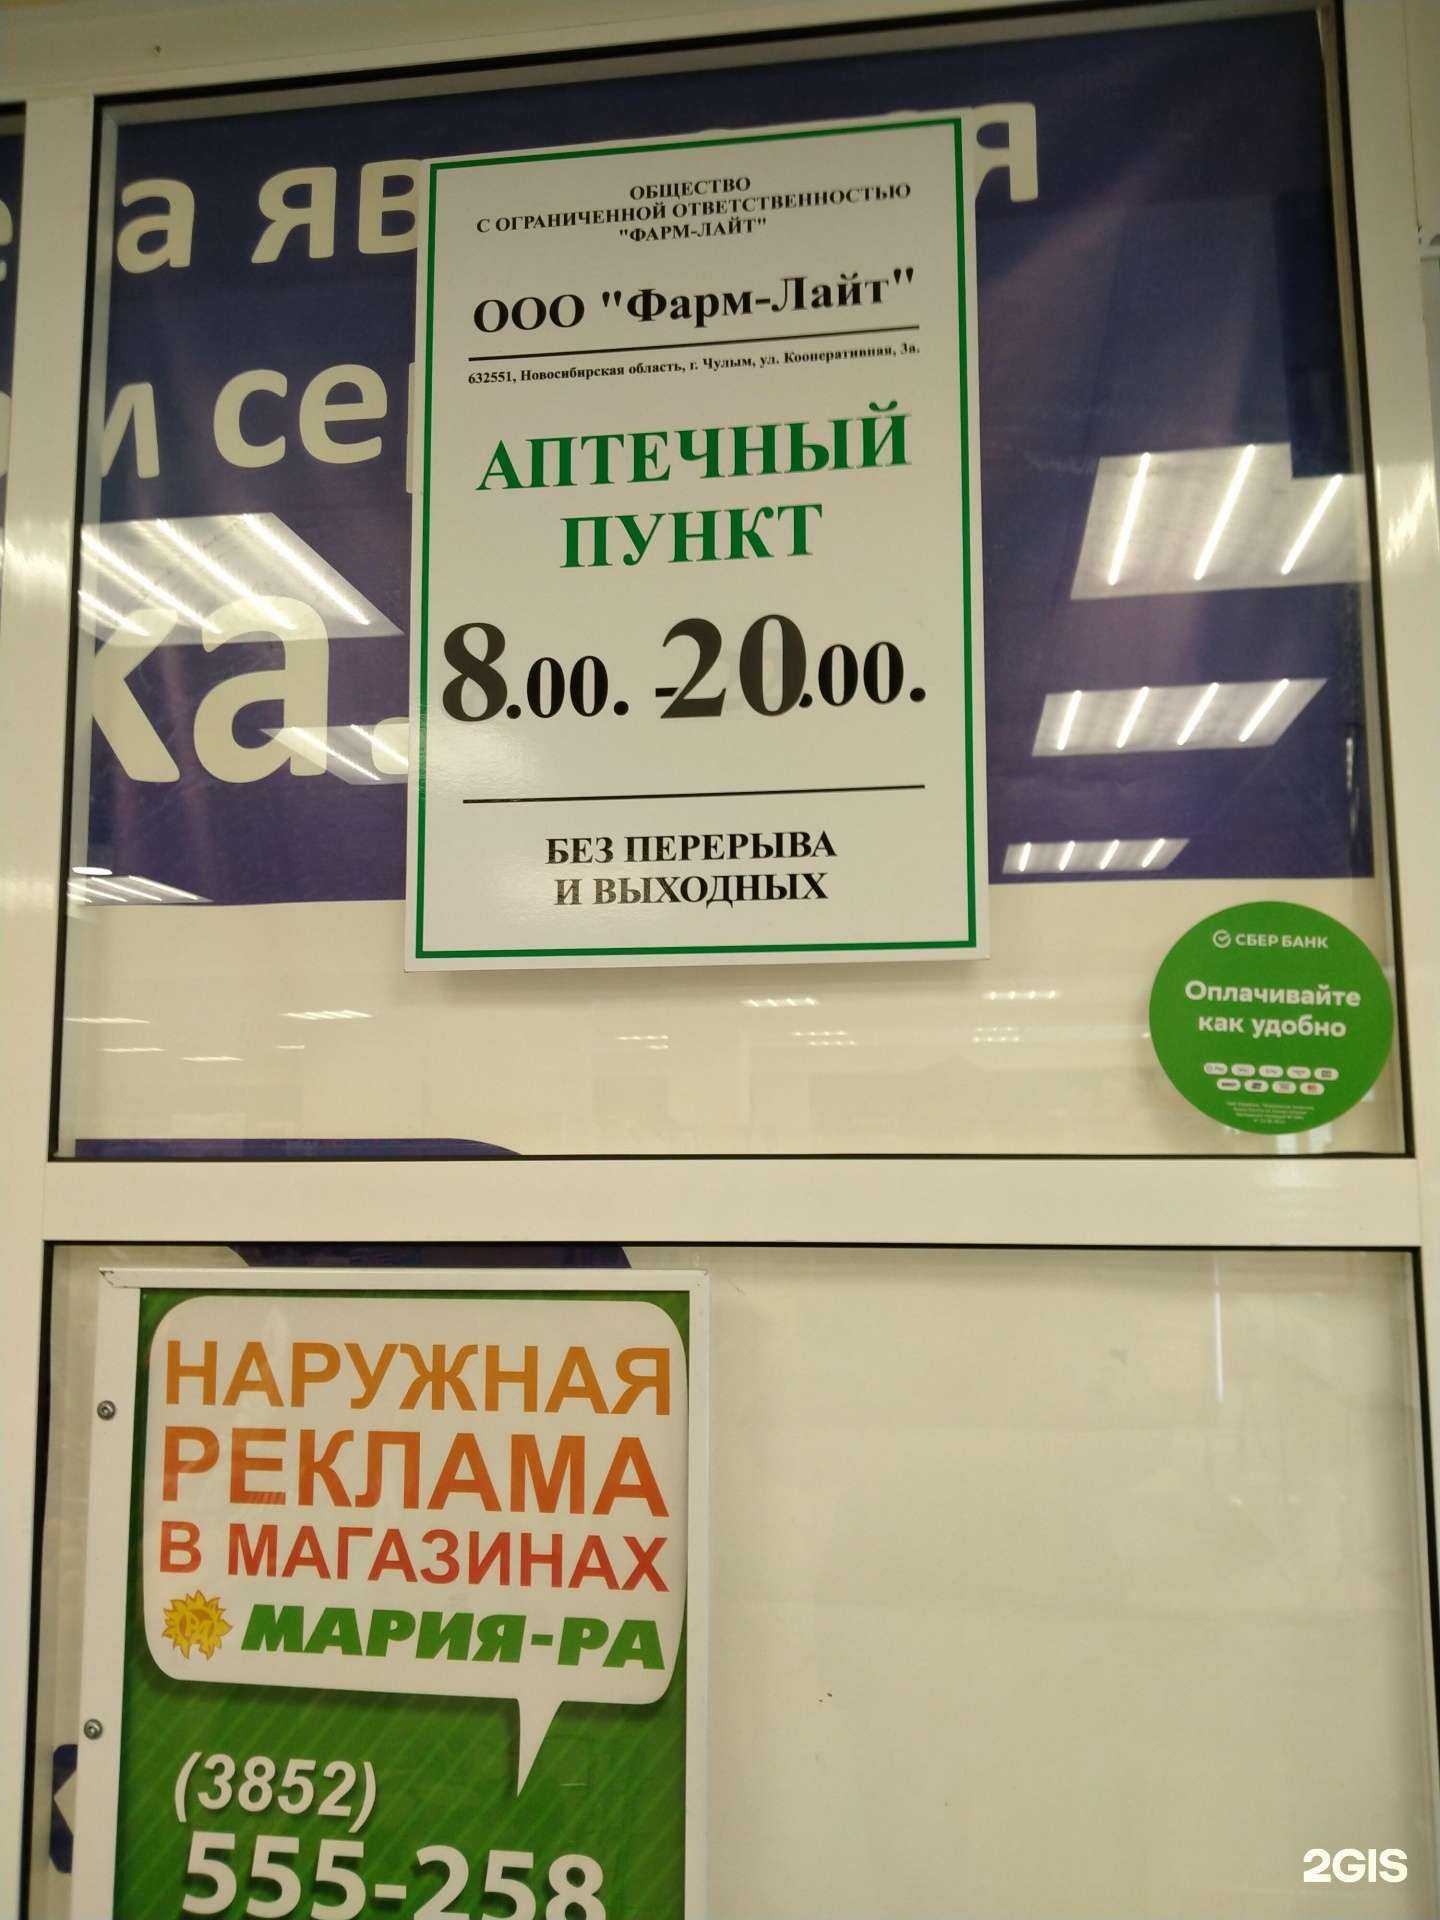 а яв я
ОБЩЕСТВО
С ОГРАНИЧЕННОЙ ОТВЕТСТВЕННОСТЬЮ
"ФАРМ-ЛАЙТ"
ООО "Фарм-Лайт"
632551, Новосибирская область, г. Чулым, ул. Кооперативная, 3а.
се
АПТЕЧНЫЙ
ПУНКТ
ка.
8.00. -20.00.
БЕЗ ПЕРЕРЫВА
И ВЫХОДНЫХ
СБЕР БАНК
Оплачивайте
как удобно
НАРУЖНАЯ
РЕКЛАМА
В МАГАЗИНАХ
МАРИЯ-РА
(3852)
555-258
2GIS